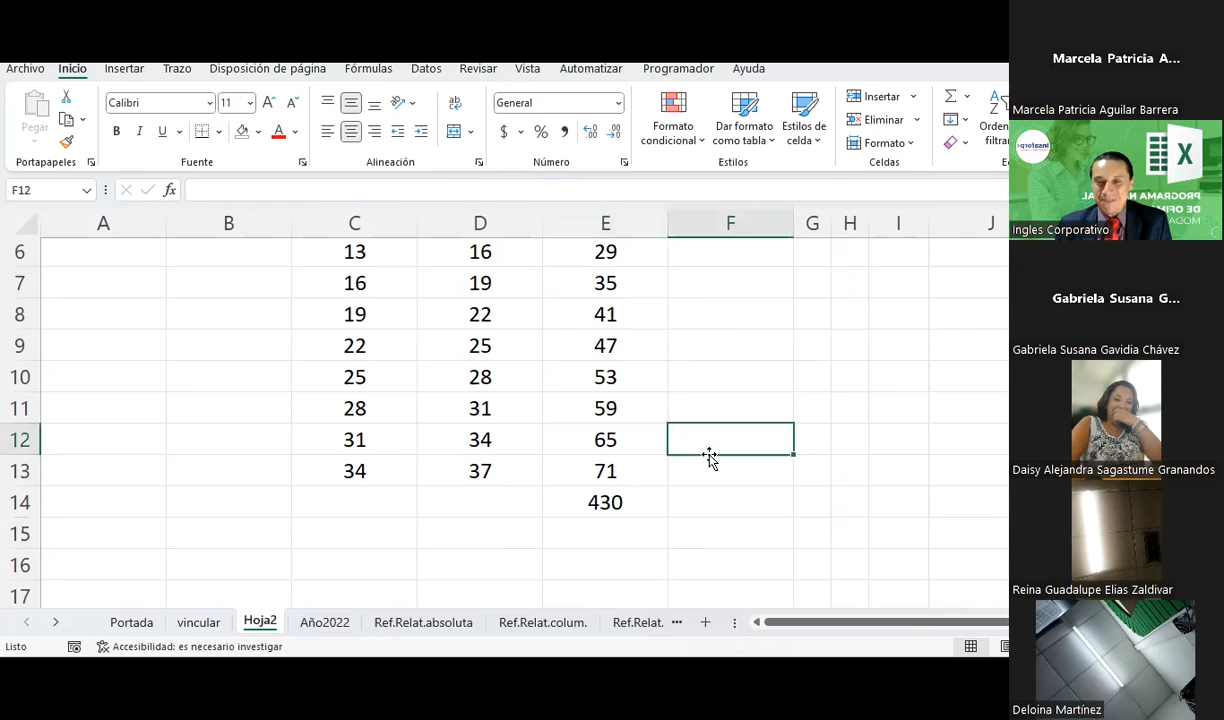 Archivo Inicio Insertar Trazo Disposición de página Fórmulas Datos Revisar Vista Automatizar Programador Ayuda
Pegar
Calibri 11
General
Formato condicional
Dar formato como tabla
Estilos de celda
Insertar
Eliminar
Formato
Portapapeles Fuente Alineación Número Estilos Celdas
F12
fx
A B C D E F G H I J
6 13 16 29
7 16 19 35
8 19 22 41
9 22 25 47
10 25 28 53
11 28 31 59
12 31 34 65
13 34 37 71
14 430
15
16
17
Portada vincular Hoja2 Año2022 Ref.Relat.absoluta Ref.Relat.colum. Ref.Relat.
Listo Accesibilidad: es necesario investigar
Marcela Patricia A...
Marcela Patricia Aguilar Barrera
X
Ingles Corporativo
Gabriela Susana G...
Gabriela Susana Gavidia Chávez
Daisy Alejandra Sagastume Granandos
Reina Guadalupe Elias Zaldivar
Deloina Martínez